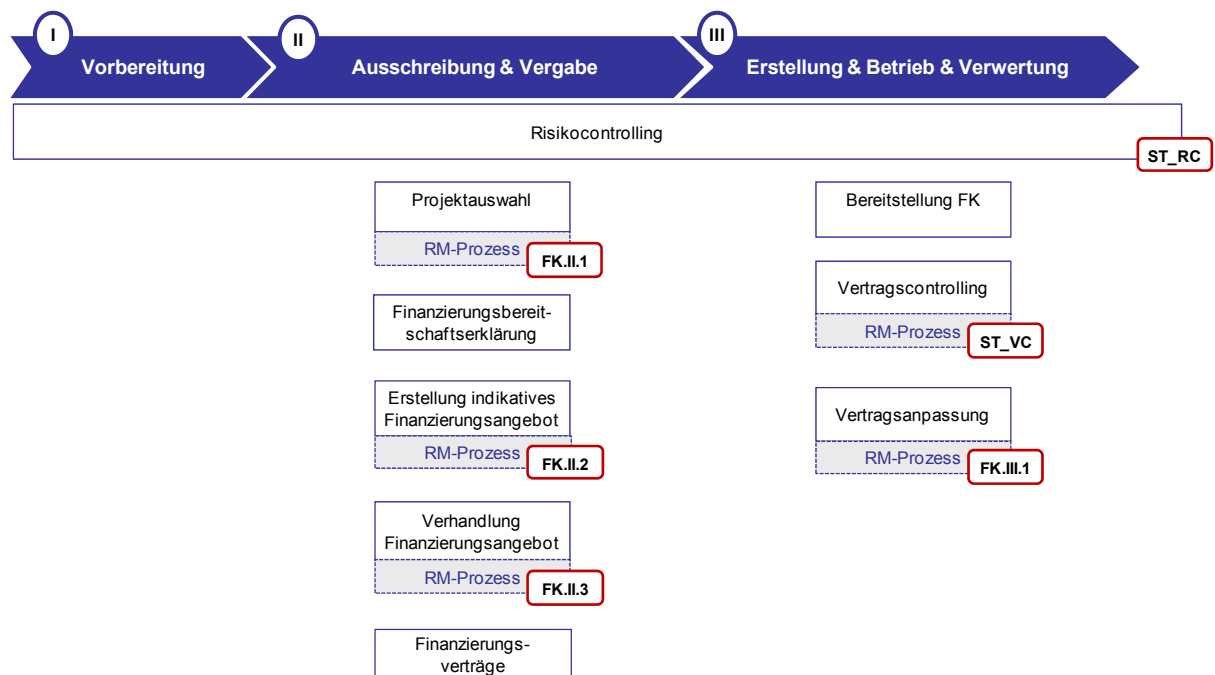 I
II
III
Vorbereitung
Ausschreibung & Vergabe
Erstellung & Betrieb & Verwertung
Risikocontrolling
ST_RC
Projektauswahl
RM-Prozess
FK.II.1
Finanzierungsbereit-
schaftserklärung
Erstellung indikatives
Finanzierungsangebot
RM-Prozess
FK.II.2
Verhandlung
Finanzierungsangebot
RM-Prozess
FK.II.3
Finanzierungs-
verträge
Bereitstellung FK
Vertragscontrolling
RM-Prozess
ST_VC
Vertragsanpassung
RM-Prozess
FK.III.1